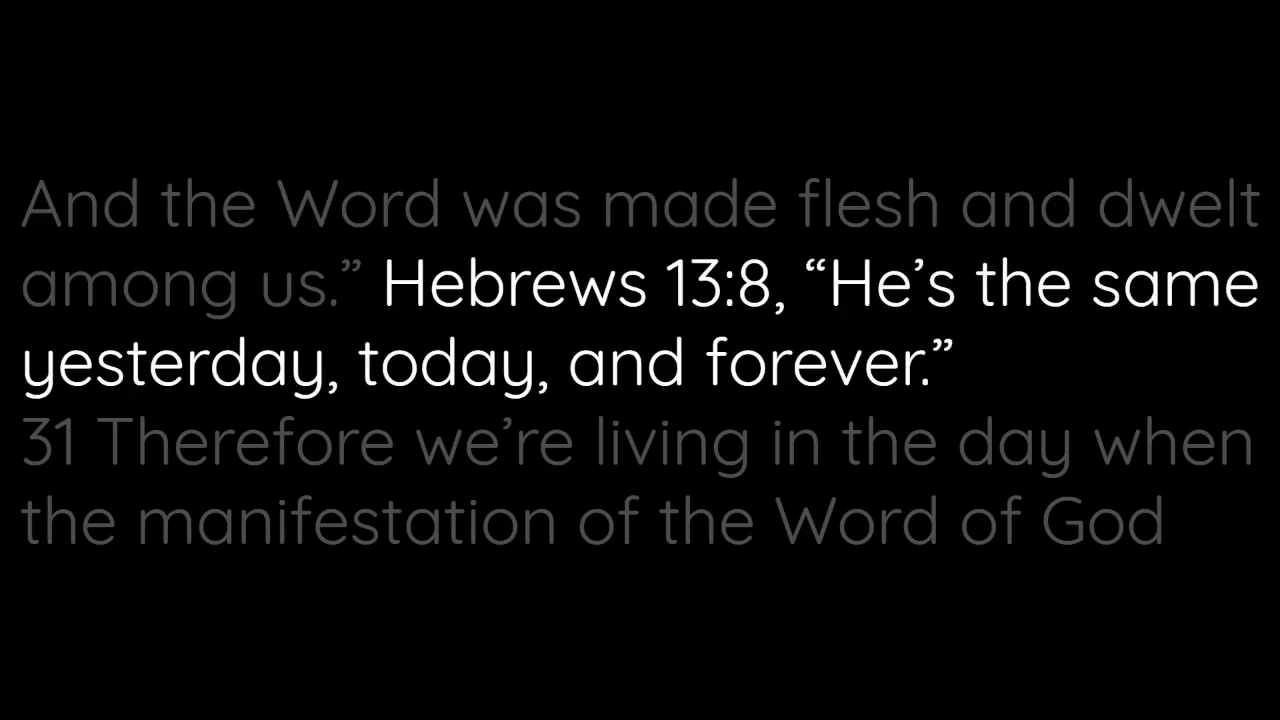 And the Word was made flesh and dwelt
among us.” Hebrews 13:8, “He’s the same
yesterday, today, and forever.”
31 Therefore we’re living in the day when
the manifestation of the Word of God